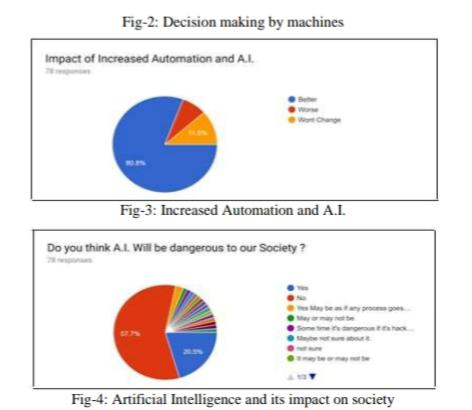 Fig-2: Decision making by machines
Impact of Increased Automation and A.I.
78 responses
Better
Worse
Wont Change
11.5%
80.8%
Fig-3: Increased Automation and A.I.
Do you think A.I. Will be dangerous to our Society ?
78 responses
Yes
No
Yes May be as if any process goes...
May or may not be
Some time it's dangerous if it's hack...
Maybe not sure about it.
not sure
It may be or may not be
57.7%
20.5%
1/3
Fig-4: Artificial Intelligence and its impact on society